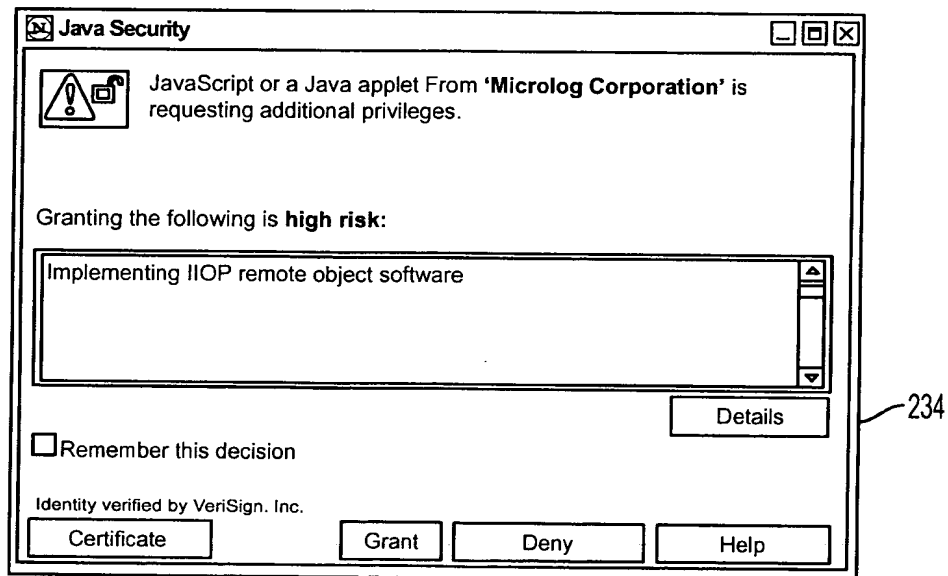 N Java Security
JavaScript or a Java applet From 'Microlog Corporation' is
requesting additional privileges.
Granting the following is high risk:
Implementing IIOP remote object software
Details
234
Remember this decision
Identity verified by VeriSign. Inc.
Certificate Grant Deny Help